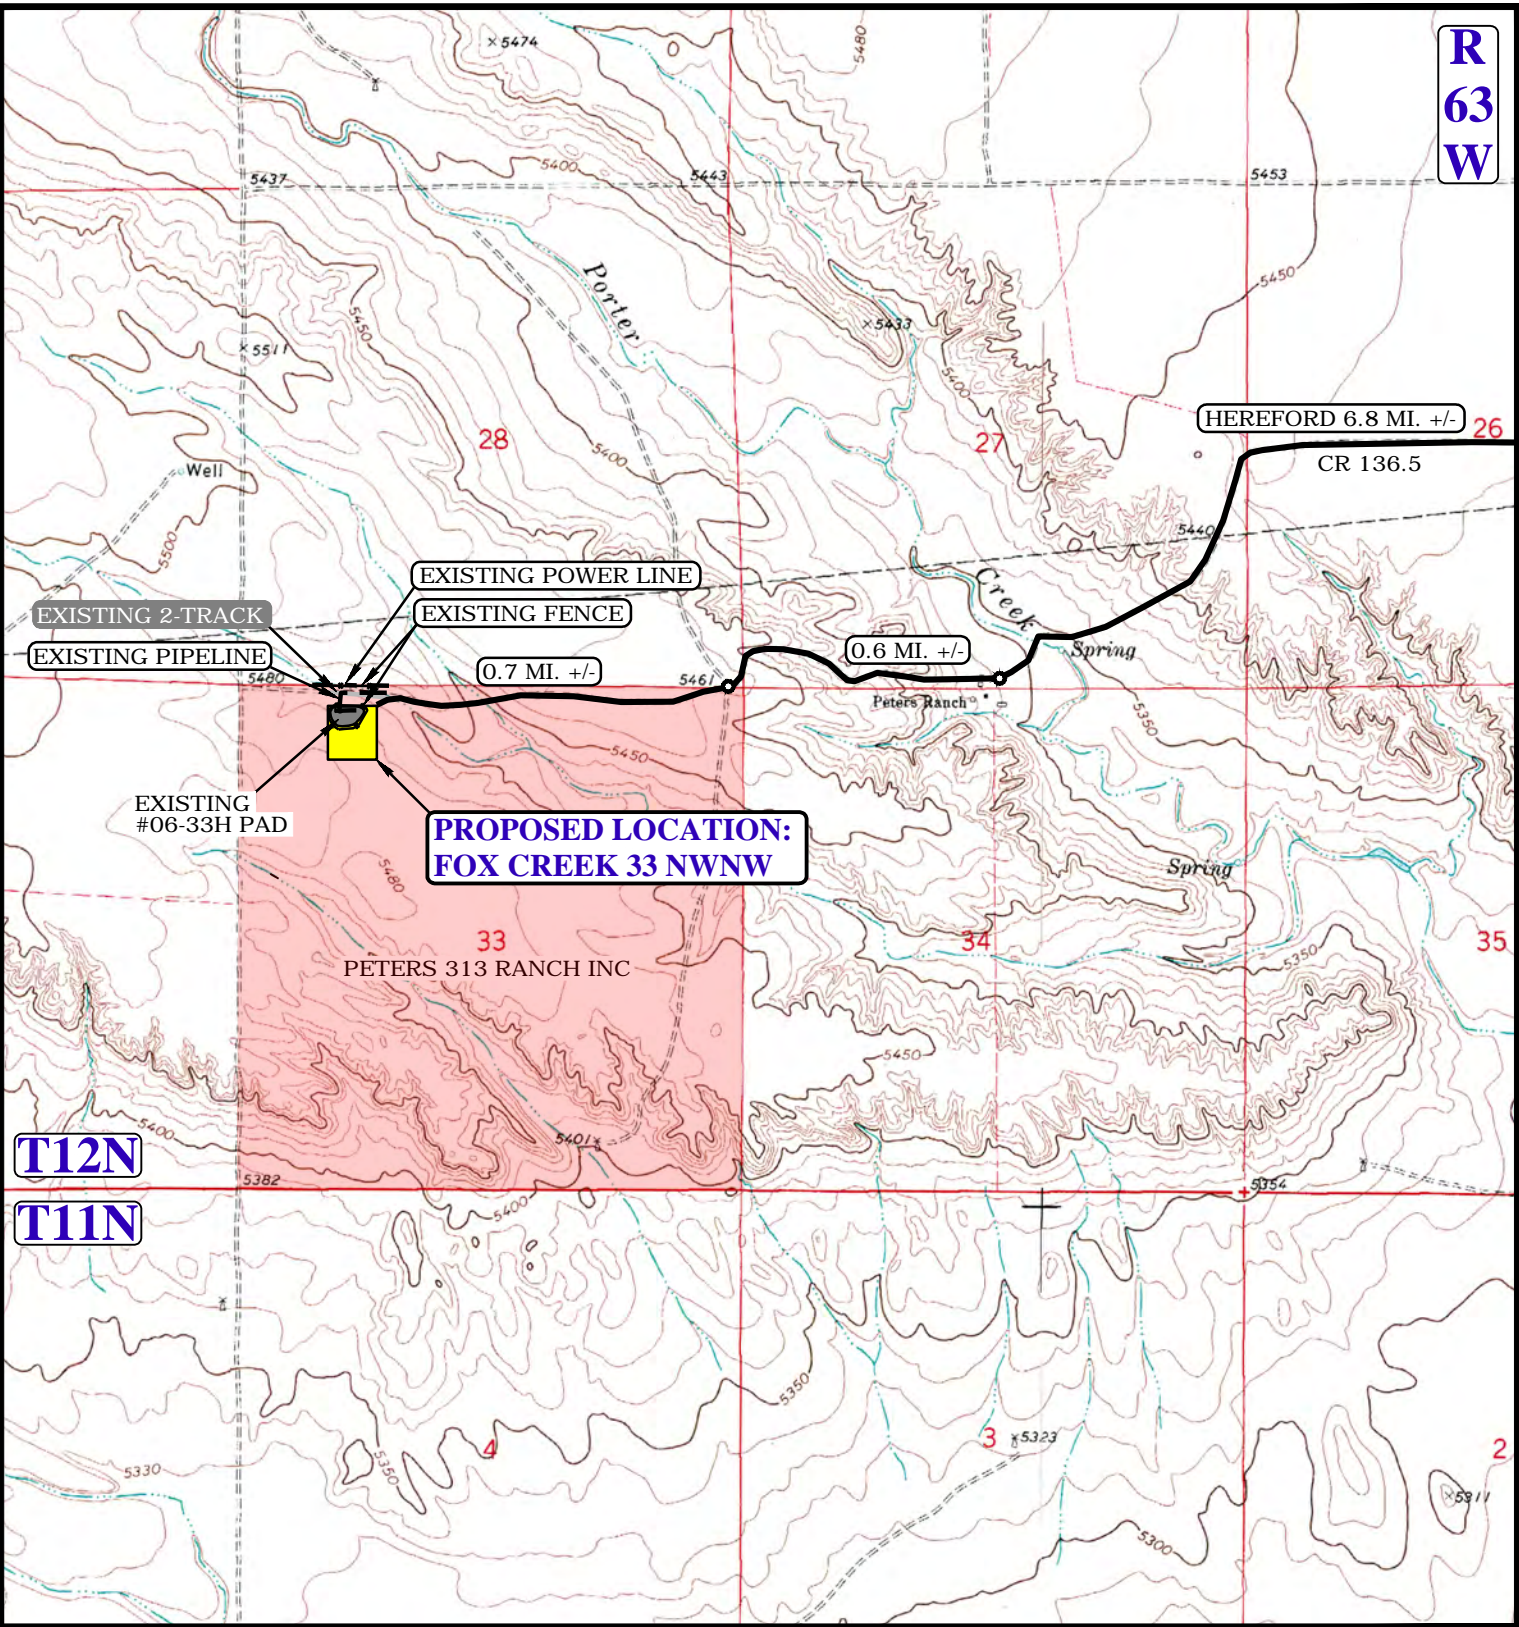 R
63
W
5474
5480
5437
5400
5443
5453
5450
Porter
5433
5450
5511
5400
HEREFORD 6.8 MI. +/-
26
28
27
CR 136.5
5400
Well
5500
5440
EXISTING POWER LINE
Creek
EXISTING 2-TRACK
EXISTING FENCE
EXISTING PIPELINE
0.7 MI. +/-
0.6 MI. +/-
Spring
5480
5461
Peters Ranch
5350
5450
EXISTING
#06-33H PAD
PROPOSED LOCATION:
FOX CREEK 33 NWNW
5480
Spring
33
34
35
PETERS 313 RANCH INC
5350
5450
5400
5401
T12N
5382
5354
T11N
5400
5350
4
3
5323
2
5330
5350
5311
5300